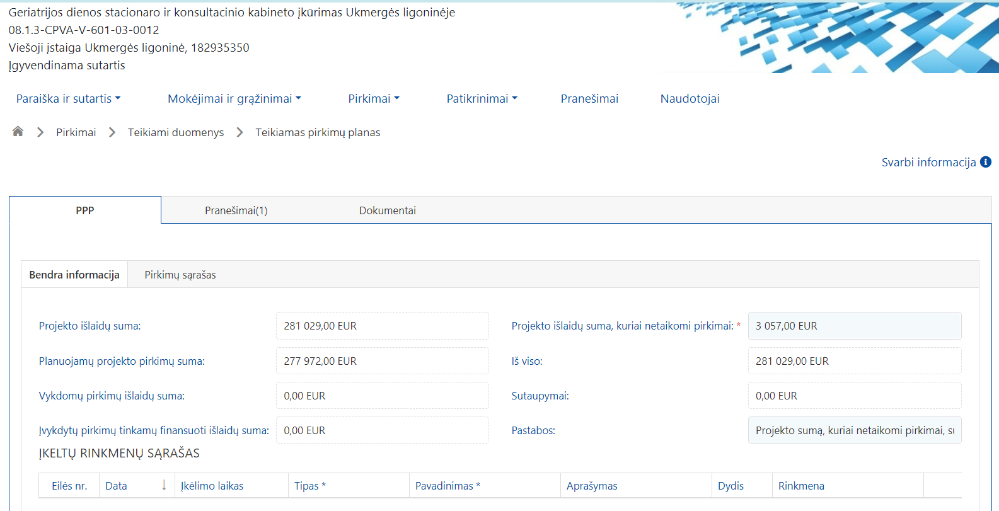 Geriatrijos dienos stacionaro ir konsultacinio kabineto įkūrimas Ukmergės ligoninėje
08.1.3-CPVA-V-601-03-0012
Viešoji įstaiga Ukmergės ligoninė, 182935350
Įgyvendinama sutartis
Paraiška ir sutartis Mokėjimai ir grąžinimai Pirkimai Patikrinimai Pranešimai Naudotojai
Pirkimai Teikiami duomenys Teikiamas pirkimų planas
Svarbi informacija
PPP Pranešimai(1) Dokumentai
Bendra informacija Pirkimų sąrašas
Projekto išlaidų suma: 281 029,00 EUR Projekto išlaidų suma, kuriai netaikomi pirkimai: * 3 057,00 EUR
Planuojamų projekto pirkimų suma: 277 972,00 EUR Iš viso: 281 029,00 EUR
Vykdomų pirkimų išlaidų suma: 0,00 EUR Sutaupymai: 0,00 EUR
Įvykdytų pirkimų tinkamų finansuoti išlaidų suma: 0,00 EUR Pastabos: Projekto sumą, kuriai netaikomi pirkimai,
ĮKELTŲ RINKMENŲ SĄRAŠAS
Eilės nr. Data Įkėlimo laikas Tipas * Pavadinimas * Aprašymas Dydis Rinkmena